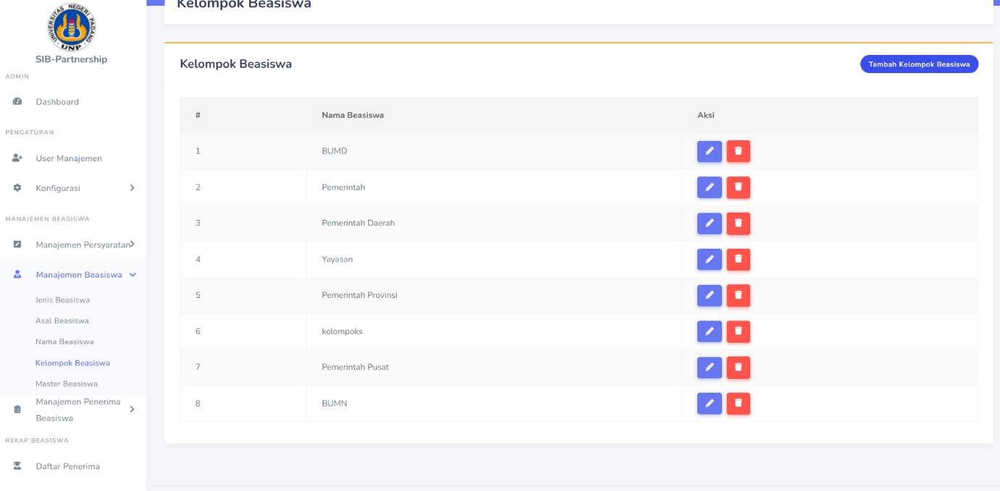 UNIVERSITAS NEGERI PADANG
UNP
SIB-Partnership
ADMIN
Dashboard
PENGATURAN
User Manajemen
Konfigurasi
MANAJEMEN BEASISWA
Manajemen Persyaratan
Manajemen Beasiswa
Jenis Beasiswa
Asal Beasiswa
Nama Beasiswa
Kelompok Beasiswa
Master Beasiswa
Manajemen Penerima
Beasiswa
REKAP BEASISWA
Daftar Penerima
Kelompok Beasiswa
Kelompok Beasiswa
Tambah Kelompok Beasiswa
# Nama Beasiswa Aksi
1 BUMD
2 Pemerintah
3 Pemerintah Daerah
4 Yayasan
5 Pemerintah Provinsi
6 kelompoks
7 Pemerintah Pusat
8 BUMN